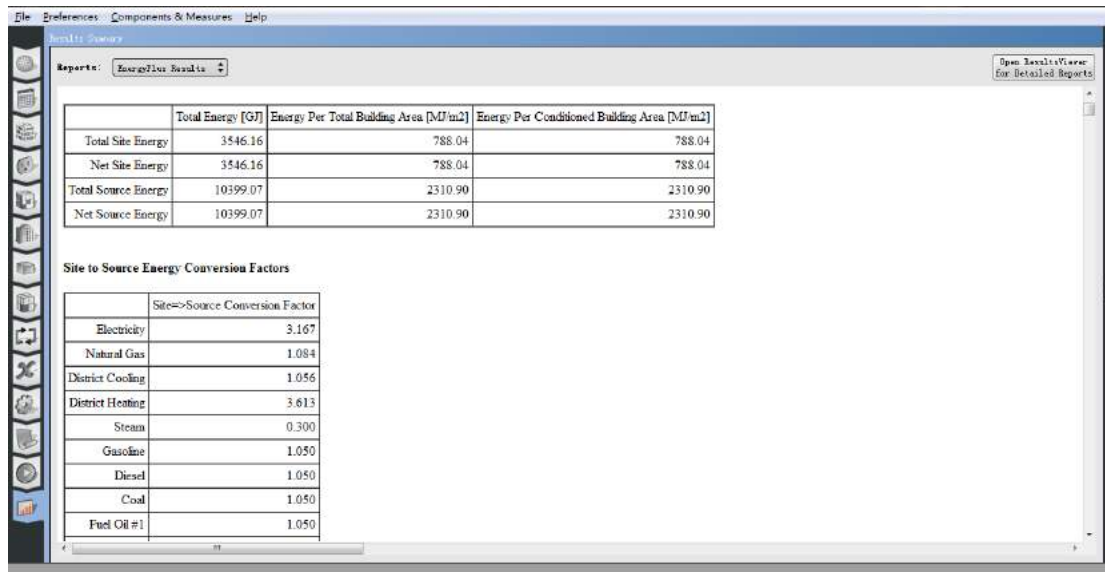 File Preferences Components & Measures Help
Results Summary
Reports: EnergyPlus Results
Open ResultsViewer
for Detailed Reports
Total Energy [GJ] Energy Per Total Building Area [MJ/m2] Energy Per Conditioned Building Area [MJ/m2]
Total Site Energy 3546.16 788.04 788.04
Net Site Energy 3546.16 788.04 788.04
Total Source Energy 10399.07 2310.90 2310.90
Net Source Energy 10399.07 2310.90 2310.90
Site to Source Energy Conversion Factors
Site=>Source Conversion Factor
Electricity 3.167
Natural Gas 1.084
District Cooling 1.056
District Heating 3.613
Steam 0.300
Gasoline 1.050
Diesel 1.050
Coal 1.050
Fuel Oil #1 1.050